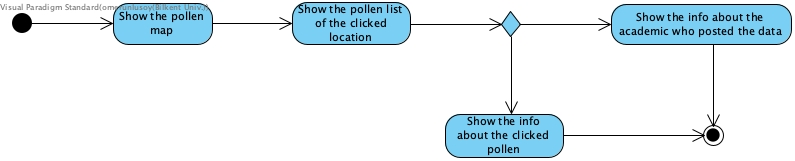 Visual Paradigm Standard(omerunlusoy(Bilkent Univ.))
Show the pollen
map
Show the pollen list
of the clicked
location
Show the info about the
academic who posted the data
Show the info
about the clicked
pollen